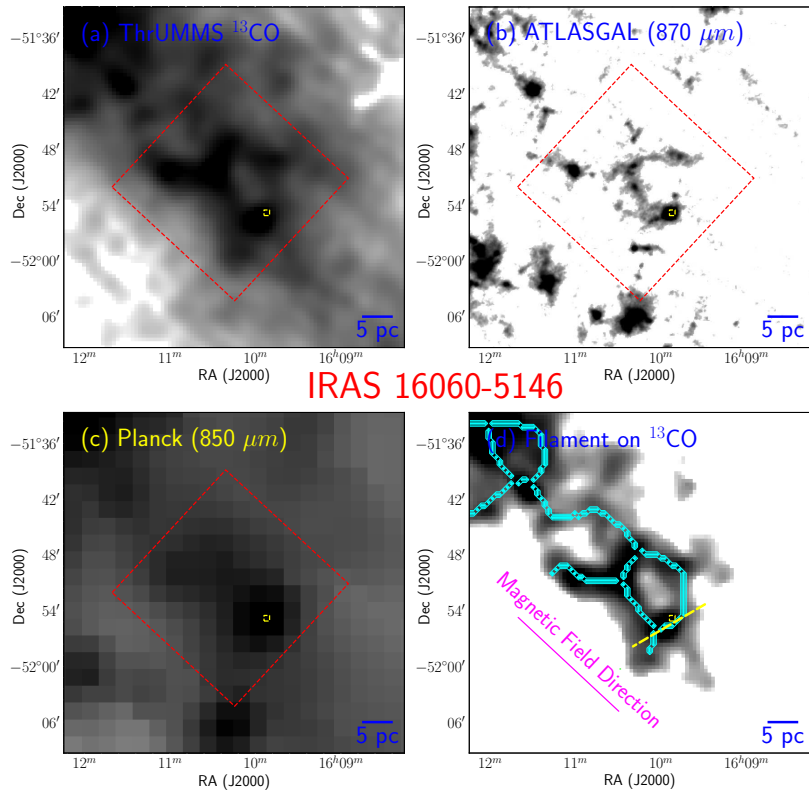 (a) ThrUMMS ¹³CO
(b) ATLASGAL (870 μm)
−51°36′
42′
48′
54′
−52°00′
06′
Dec (J2000)
5 pc
12ᵐ
11ᵐ
10ᵐ
16ʰ09ᵐ
RA (J2000)
−51°36′
42′
48′
54′
−52°00′
06′
Dec (J2000)
5 pc
12ᵐ
11ᵐ
10ᵐ
16ʰ09ᵐ
RA (J2000)
IRAS 16060-5146
(c) Planck (850 μm)
−51°36′
42′
48′
54′
−52°00′
06′
Dec (J2000)
5 pc
12ᵐ
11ᵐ
10ᵐ
16ʰ09ᵐ
RA (J2000)
(d) Filament on ¹³CO
−51°36′
42′
48′
54′
−52°00′
06′
Dec (J2000)
Magnetic Field Direction
5 pc
12ᵐ
11ᵐ
10ᵐ
16ʰ09ᵐ
RA (J2000)